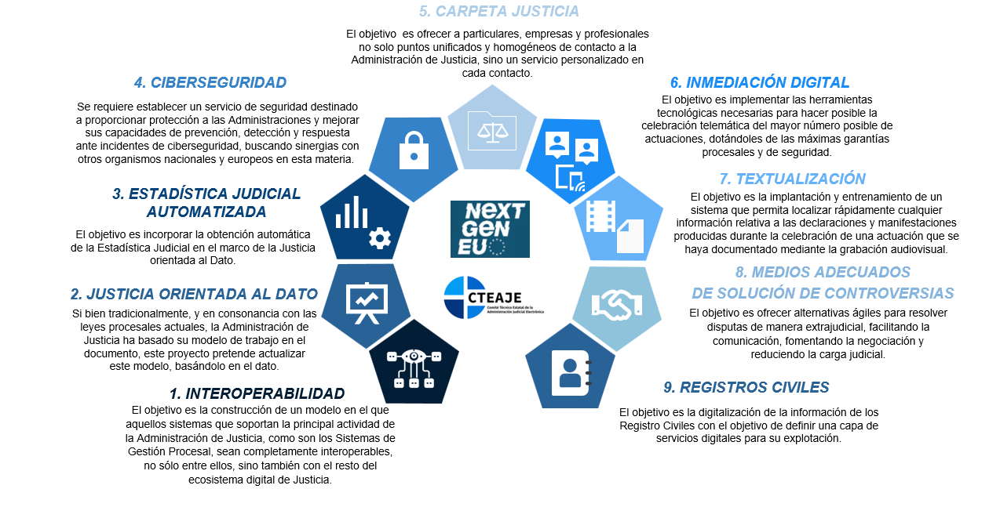 5. CARPETA JUSTICIA
El objetivo es ofrecer a particulares, empresas y profesionales
no solo puntos unificados y homogéneos de contacto a la
Administración de Justicia, sino un servicio personalizado en
cada contacto.
4. CIBERSEGURIDAD
Se requiere establecer un servicio de seguridad destinado
a proporcionar protección a las Administraciones y mejorar
sus capacidades de prevención, detección y respuesta
ante incidentes de ciberseguridad, buscando sinergias con
otros organismos nacionales y europeos en esta materia.
6. INMEDIACIÓN DIGITAL
El objetivo es implementar las herramientas
tecnológicas necesarias para hacer posible la
celebración telemática del mayor número posible de
actuaciones, dotándoles de las máximas garantías
procesales y de seguridad.
3. ESTADÍSTICA JUDICIAL
AUTOMATIZADA
El objetivo es incorporar la obtención automática
de la Estadística Judicial en el marco de la Justicia
orientada al Dato.
7. TEXTUALIZACIÓN
El objetivo es la implantación y entrenamiento de un
sistema que permita localizar rápidamente cualquier
información relativa a las declaraciones y manifestaciones
producidas durante la celebración de una actuación que se
haya documentado mediante la grabación audiovisual.
NEXT
GEN
EU
CTEAJE
Comité Técnico Estatal de la
Administración Judicial Electrónica
2. JUSTICIA ORIENTADA AL DATO
Si bien tradicionalmente, y en consonancia con las
leyes procesales actuales, la Administración de
Justicia ha basado su modelo de trabajo en el
documento, este proyecto pretende actualizar
este modelo, basándolo en el dato.
8. MEDIOS ADECUADOS
DE SOLUCIÓN DE CONTROVERSIAS
El objetivo es ofrecer alternativas ágiles para resolver
disputas de manera extrajudicial, facilitando la
comunicación, fomentando la negociación y
reduciendo la carga judicial.
1. INTEROPERABILIDAD
El objetivo es la construcción de un modelo en el que
aquellos sistemas que soportan la principal actividad de
la Administración de Justicia, como son los Sistemas de
Gestión Procesal, sean completamente interoperables,
no sólo entre ellos, sino también con el resto del
ecosistema digital de Justicia.
9. REGISTROS CIVILES
El objetivo es la digitalización de la información de los
Registro Civiles con el objetivo de definir una capa de
servicios digitales para su explotación.